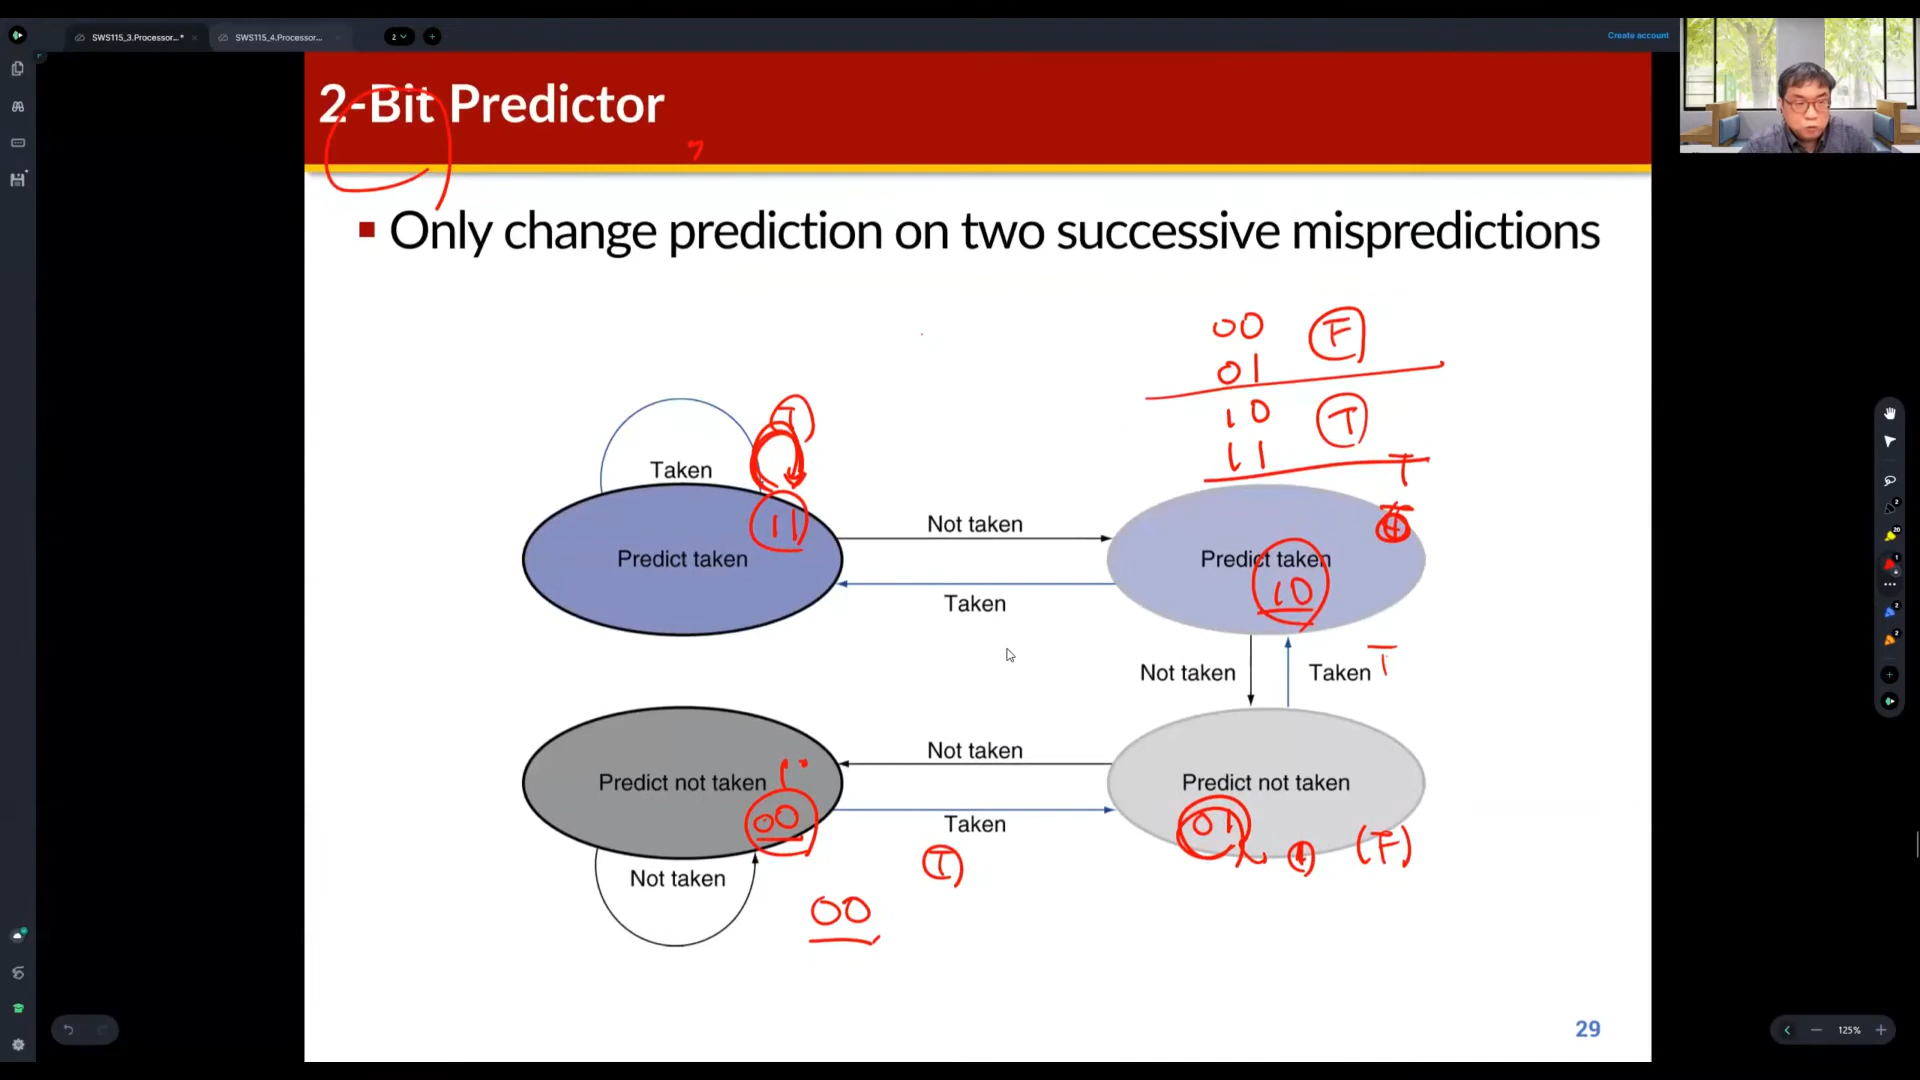 SWS115_3.Processor...*
SWS115_4.Processor...
2
Create account
2-Bit Predictor
Only change prediction on two successive mispredictions
00 F
01
10 T
11
T
T
Taken
11
Not taken
Predict taken
Predict taken
10
Taken
Not taken
Taken T
Not taken
Predict not taken
00
Predict not taken
01
(F)
Taken
T
Not taken
00
29
125%